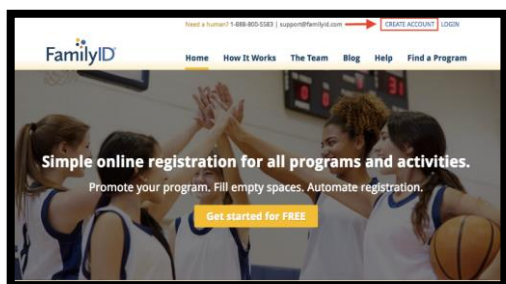 Need a human? 1-888-800-5583 | support@familyid.com CREATE ACCOUNT LOGIN
FamilyID
Home How It Works The Team Blog Help Find a Program
Simple online registration for all programs and activities.
Promote your program. Fill empty spaces. Automate registration.
Get started for FREE